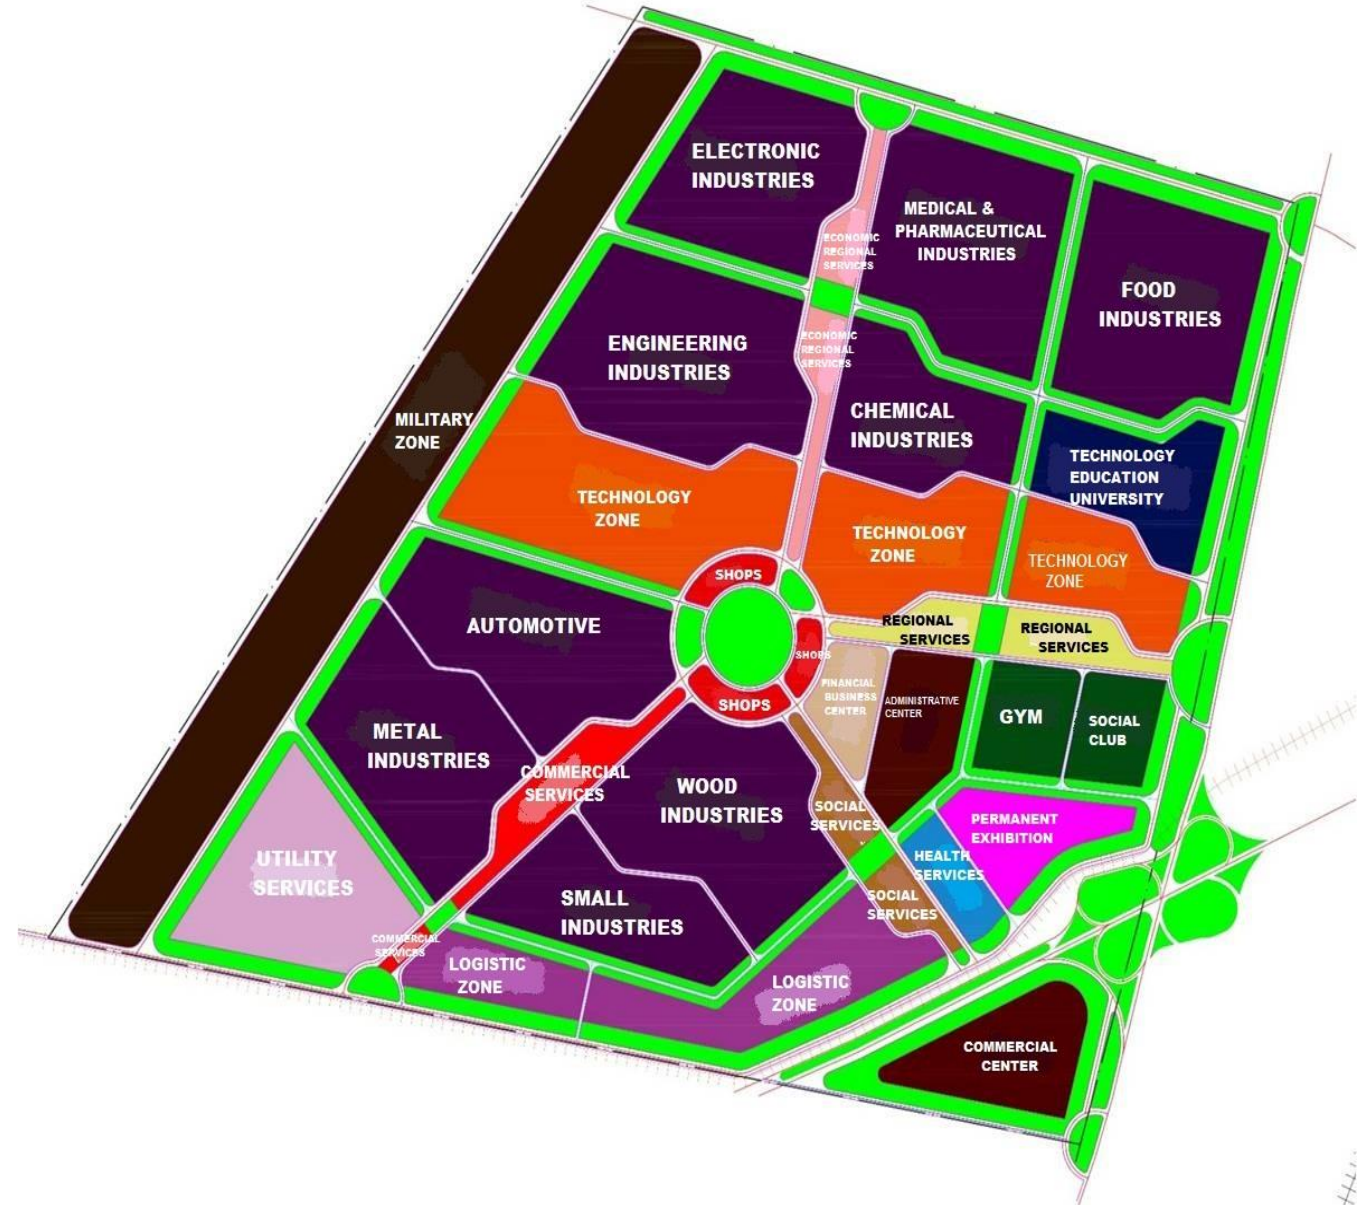 ELECTRONIC
INDUSTRIES
MEDICAL &
PHARMACEUTICAL
INDUSTRIES
ECONOMIC
REGIONAL
SERVICES
FOOD
INDUSTRIES
ENGINEERING
INDUSTRIES
ECONOMIC
REGIONAL
SERVICES
MILITARY
ZONE
CHEMICAL
INDUSTRIES
TECHNOLOGY
EDUCATION
UNIVERSITY
TECHNOLOGY
ZONE
TECHNOLOGY
ZONE
TECHNOLOGY
ZONE
SHOPS
AUTOMOTIVE
REGIONAL
SERVICES
REGIONAL
SERVICES
SHOPS
SHOPS
FINANCIAL
BUSINESS
CENTER
ADMINISTRATIVE
CENTER
GYM
SOCIAL
CLUB
METAL
INDUSTRIES
COMMERCIAL
SERVICES
WOOD
INDUSTRIES
SOCIAL
SERVICES
PERMANENT
EXHIBITION
UTILITY
SERVICES
HEALTH
SERVICES
SMALL
INDUSTRIES
SOCIAL
SERVICES
COMMERCIAL
SERVICES
LOGISTIC
ZONE
LOGISTIC
ZONE
COMMERCIAL
CENTER